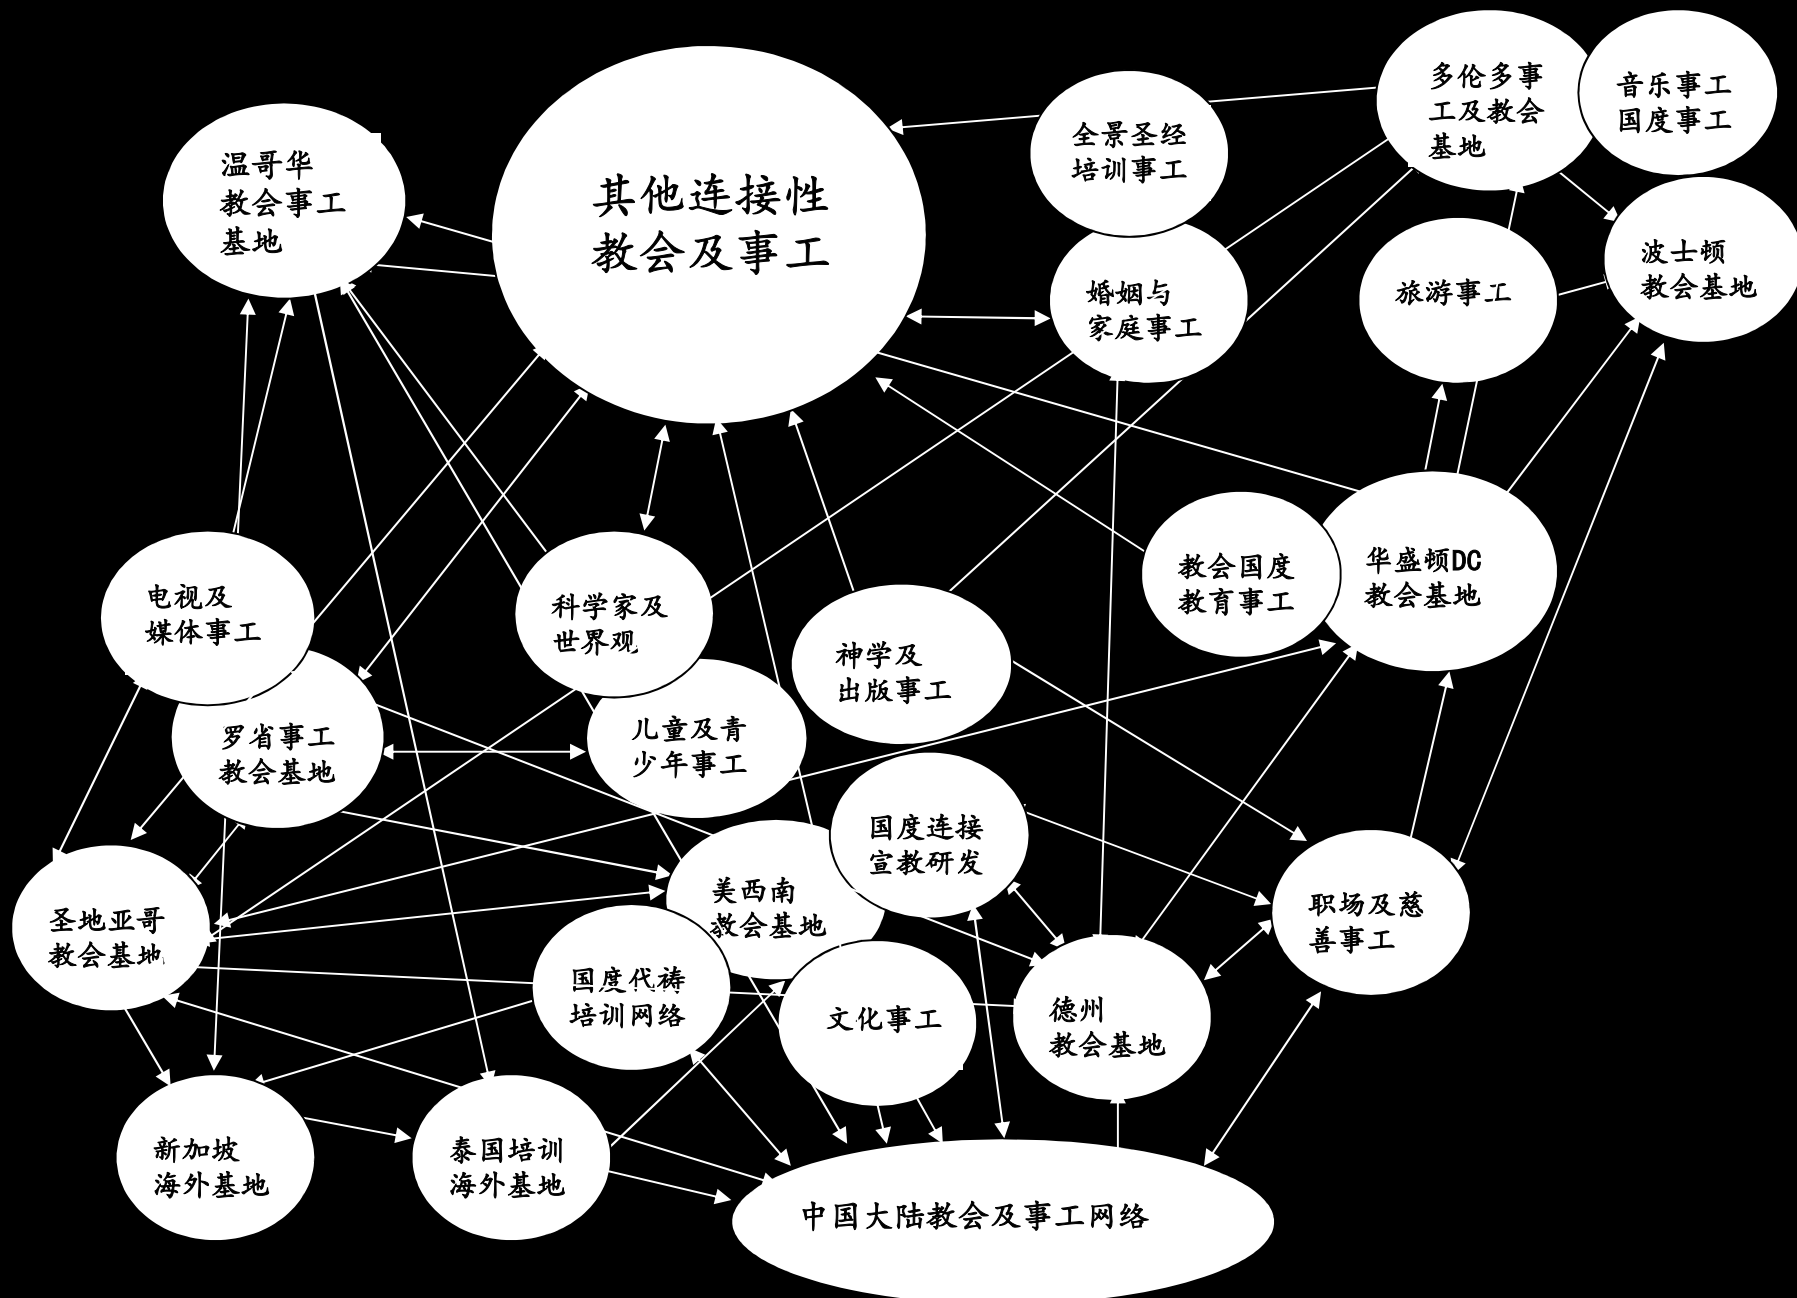 多伦多事
工及教会
基地
音乐事工
国度事工
全景圣经
培训事工
温哥华
教会事工
基地
其他连接性
教会及事工
波士顿
教会基地
婚姻与
家庭事工
旅游事工
电视及
媒体事工
科学家及
世界观
教会国度
教育事工
华盛顿DC
教会基地
神学及
出版事工
罗省事工
教会基地
儿童及青
少年事工
国度连接
宣教研发
圣地亚哥
教会基地
美西南
教会基地
职场及慈
善事工
国度代祷
培训网络
文化事工
德州
教会基地
新加坡
海外基地
泰国培训
海外基地
中国大陆教会及事工网络